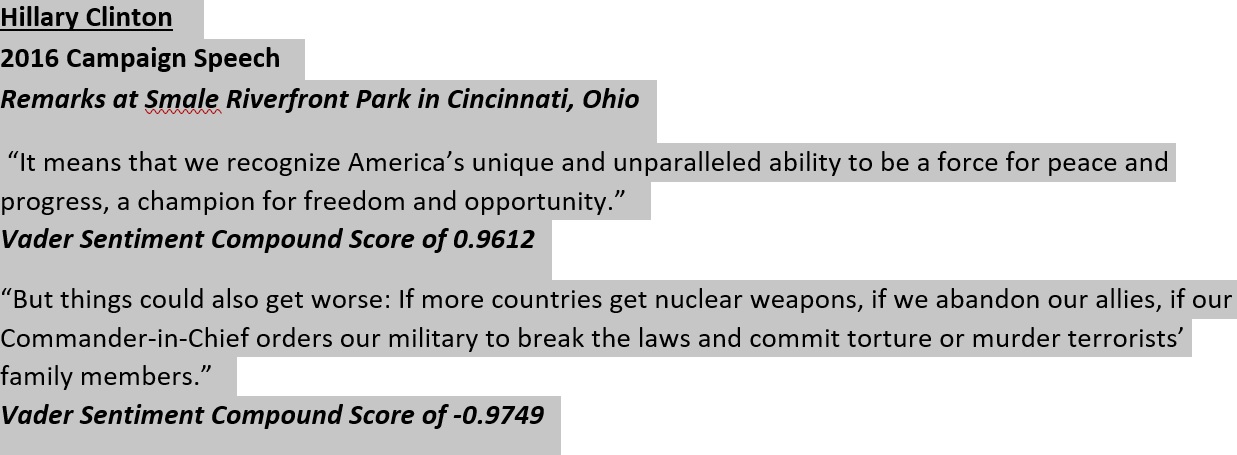 Hillary Clinton
2016 Campaign Speech
Remarks at Smale Riverfront Park in Cincinnati, Ohio
“It means that we recognize America’s unique and unparalleled ability to be a force for peace and
progress, a champion for freedom and opportunity.”
Vader Sentiment Compound Score of 0.9612
“But things could also get worse: If more countries get nuclear weapons, if we abandon our allies, if our
Commander-in-Chief orders our military to break the laws and commit torture or murder terrorists’
family members.”
Vader Sentiment Compound Score of -0.9749